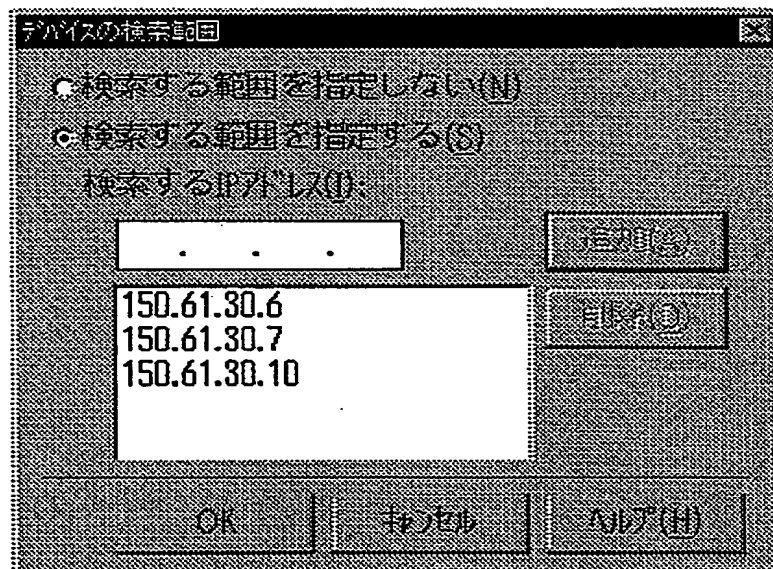 デバイスの検索範囲
検索する範囲を指定しない(N)
検索する範囲を指定する(S)
検索するIPアドレス(I):
. . .
追加(A)
150.61.30.6
150.61.30.7
150.61.30.10
削除(D)
OK
キャンセル
ヘルプ(H)